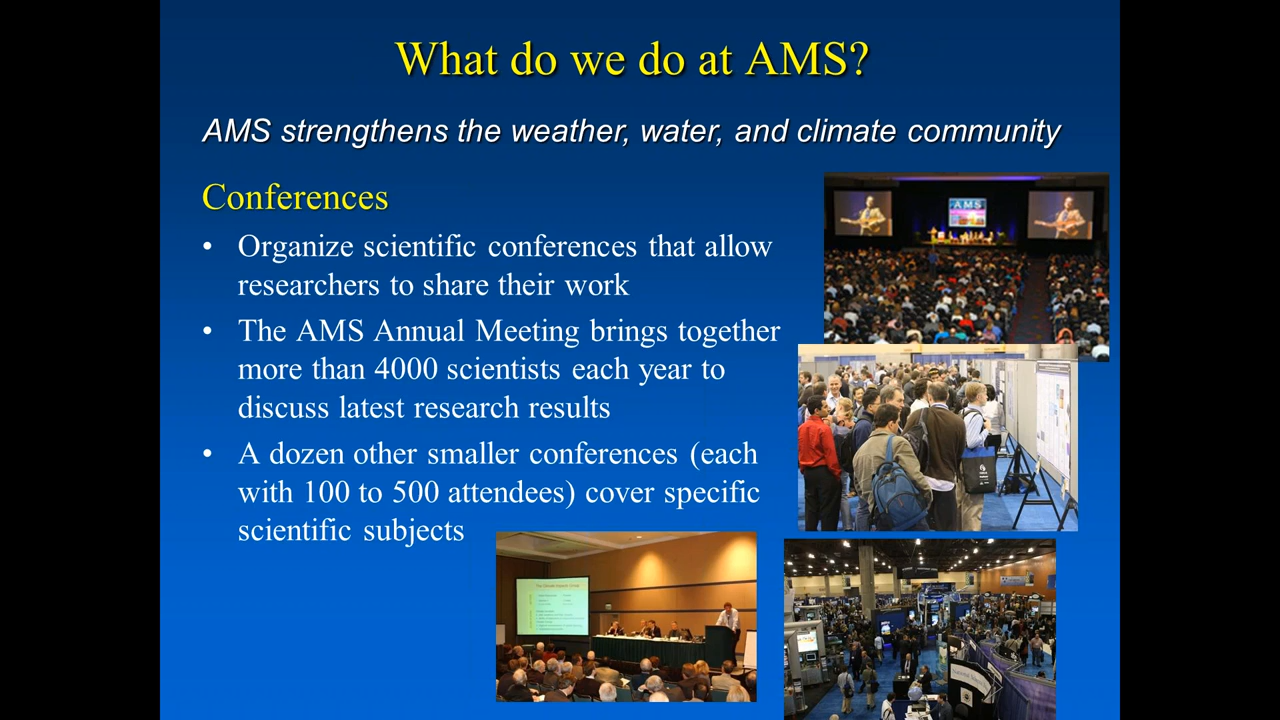 What do we do at AMS?
AMS strengthens the weather, water, and climate community
Conferences
• Organize scientific conferences that allow
researchers to share their work
• The AMS Annual Meeting brings together
more than 4000 scientists each year to
discuss latest research results
• A dozen other smaller conferences (each
with 100 to 500 attendees) cover specific
scientific subjects
AMS